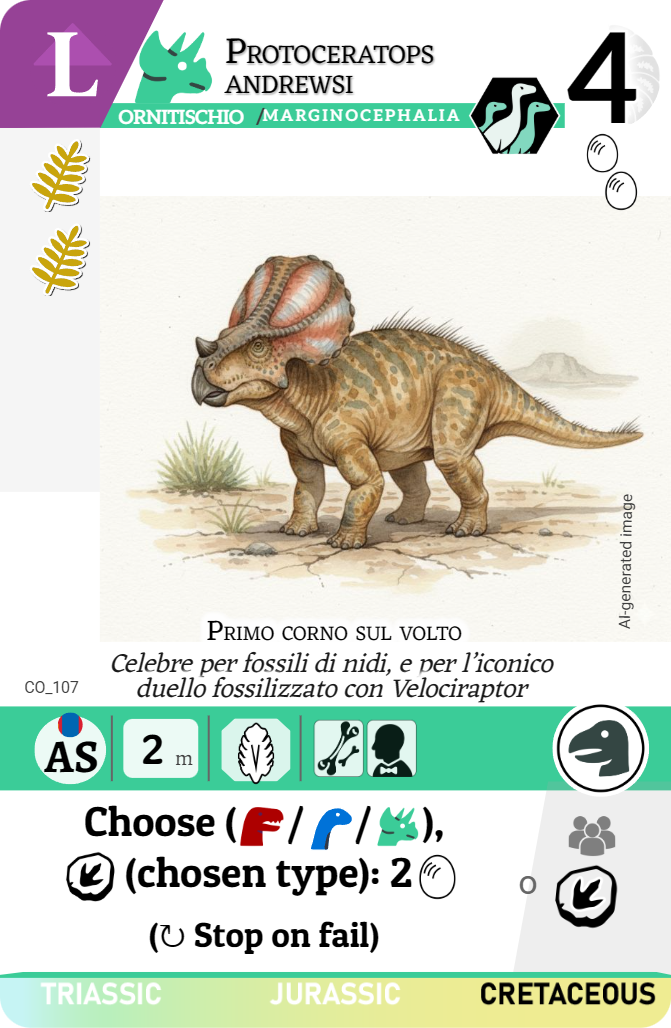 L
PROTOCERATOPS
ANDREWSI
4
ORNITISCHIO /MARGINOCEPHALIA
AI-generated image
PRIMO CORNO SUL VOLTO
Celebre per fossili di nidi, e per l'iconico
duello fossilizzato con Velociraptor
CO_107
AS
2 m
Choose ( / / ),
(chosen type): 2
O
(↻ Stop on fail)
TRIASSIC JURASSIC CRETACEOUS